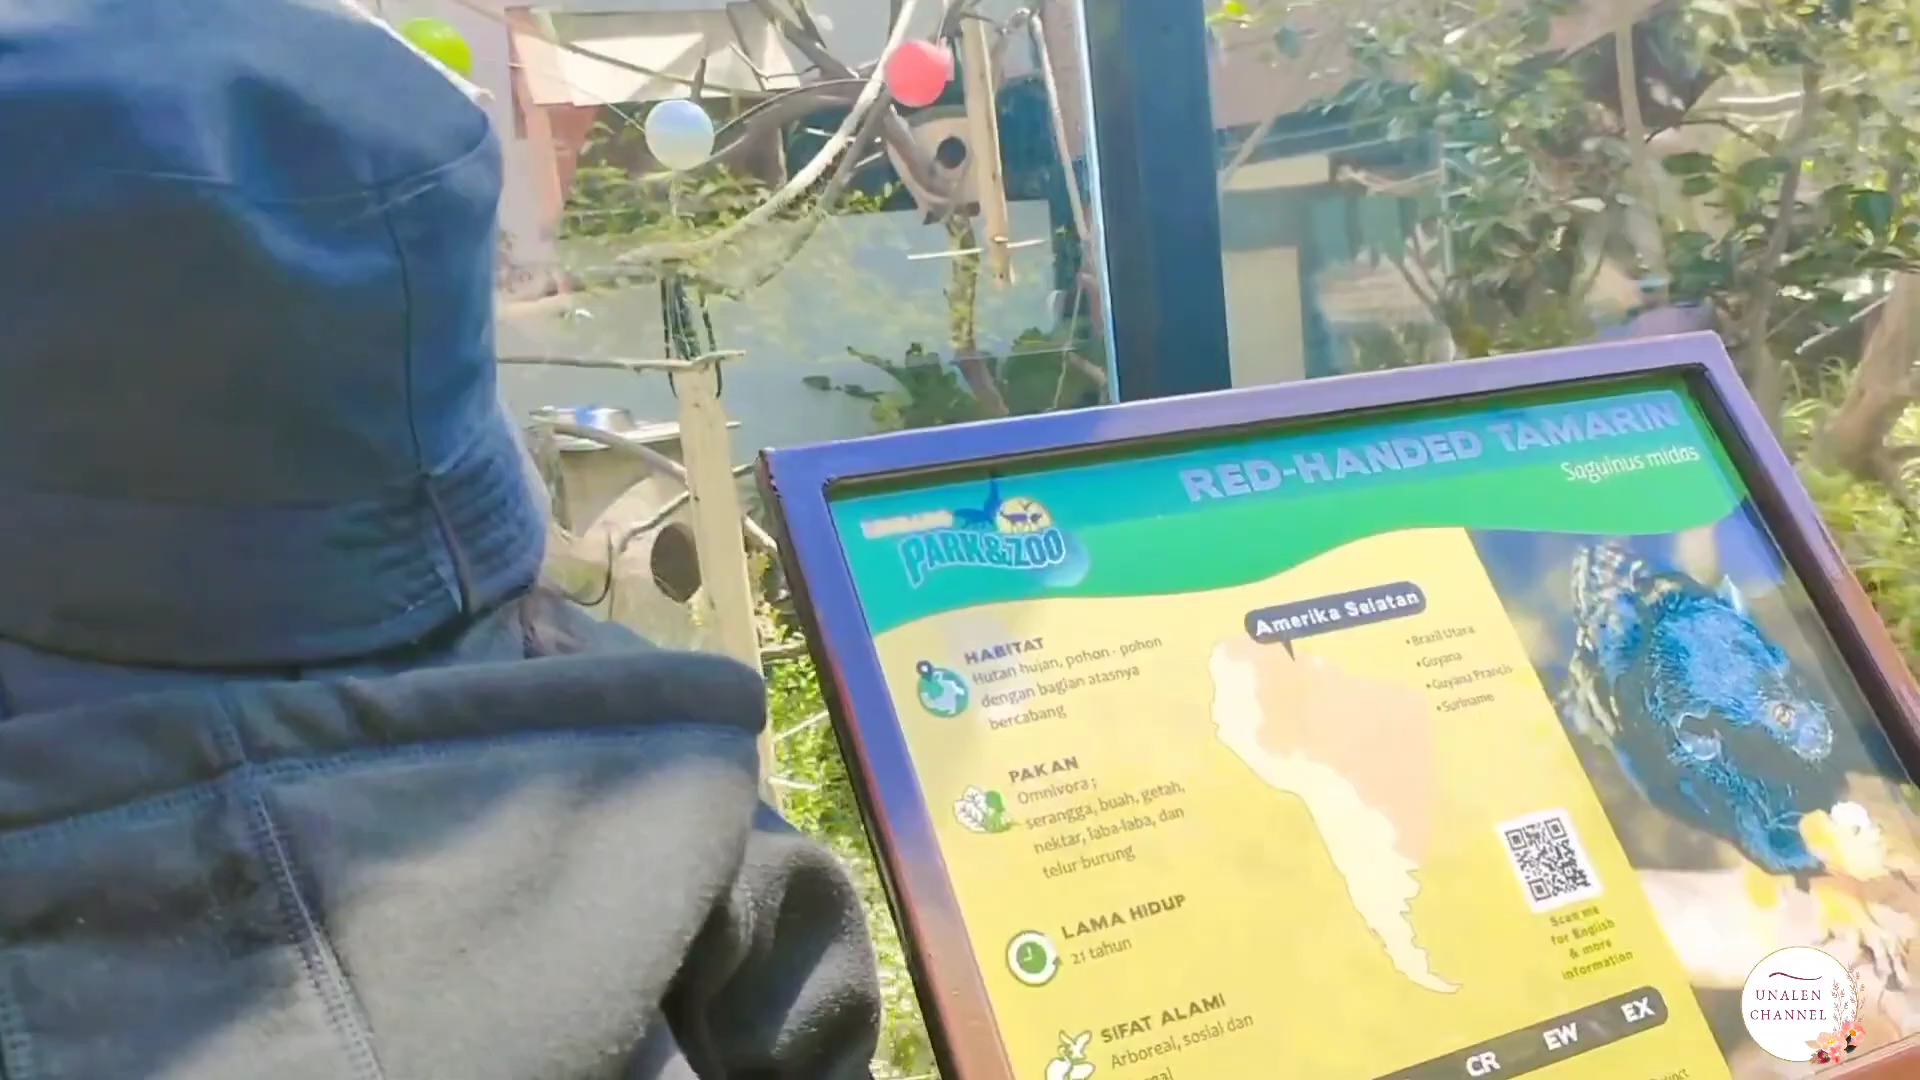 RED-HANDED TAMARIN
Saguinus midas
PARK&ZOO
HABITAT
Hutan hujan, pohon - pohon
dengan bagian atasnya
bercabang
PAKAN
Omnivora ;
serangga, buah, getah,
nektar, laba-laba, dan
telur burung
LAMA HIDUP
21 tahun
SIFAT ALAMI
Arboreal, sosial dan
Amerika Selatan
• Brazil Utara
• Guyana
• Guyana Prancis
• Suriname
Scan me
for English
& more
information
CR EW EX
UNALEN
CHANNEL